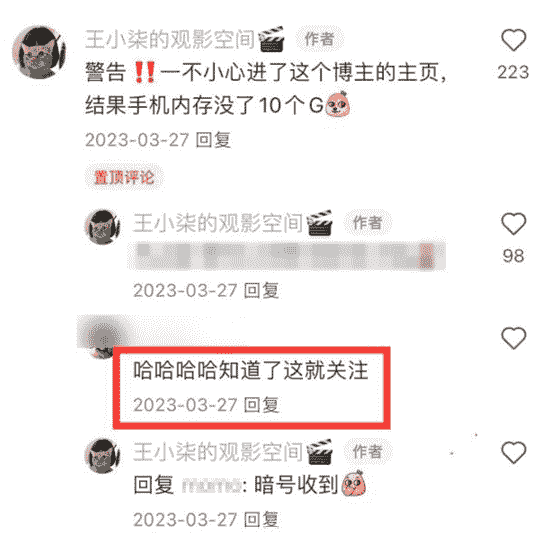 王小柒的观影空间🎬 作者
警告‼️一不小心进了这个博主的主页，
223
结果手机内存没了10个G
2023-03-27 回复
置顶评论
王小柒的观影空间🎬 作者
98
2023-03-27 回复
哈哈哈哈知道了这就关注
2023-03-27 回复
王小柒的观影空间🎬 作者
回复 momo: 暗号收到
2023-03-27 回复